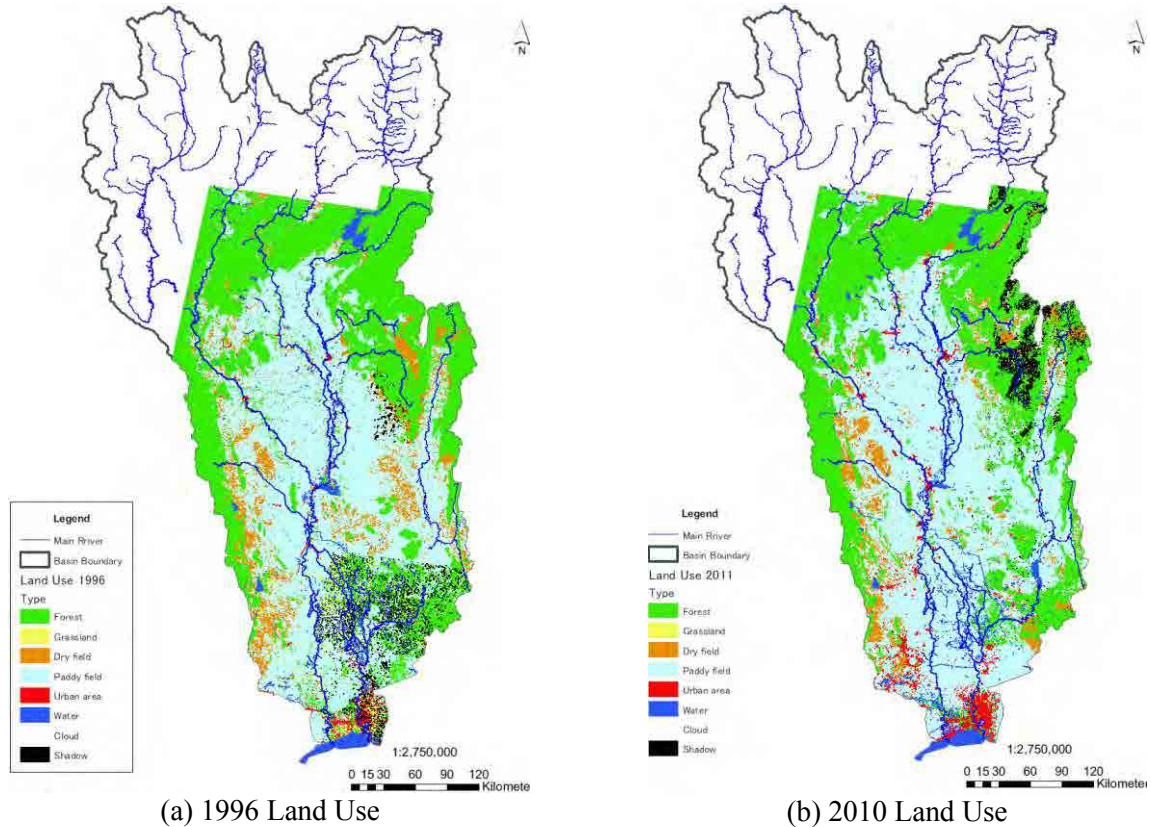 N
Legend
Main Rriver
Basin Boundary
Land Use 1996
Type
Forest
Grassland
Dry field
Paddy field
Urban area
Water
Cloud
Shadow
1:2,750,000
0 15 30 60 90 120
Kilomete
(a) 1996 Land Use
N
Legend
Main Rriver
Basin Boundary
Land Use 2011
Type
Forest
Grassland
Dry field
Paddy field
Urban area
Water
Cloud
Shadow
1:2,750,000
0 15 30 60 90 120
Kilomete
(b) 2010 Land Use